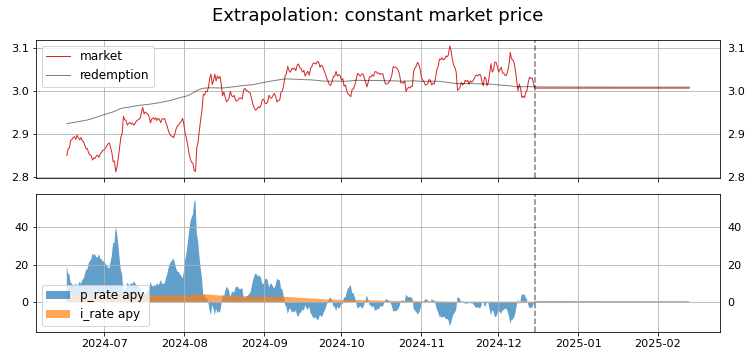 Extrapolation: constant market price
3.1 3.1
market
redemption
3.0 3.0
2.9 2.9
2.8 2.8
40 40
20 20
0 0
p_rate apy
i_rate apy
2024-07 2024-08 2024-09 2024-10 2024-11 2024-12 2025-01 2025-02